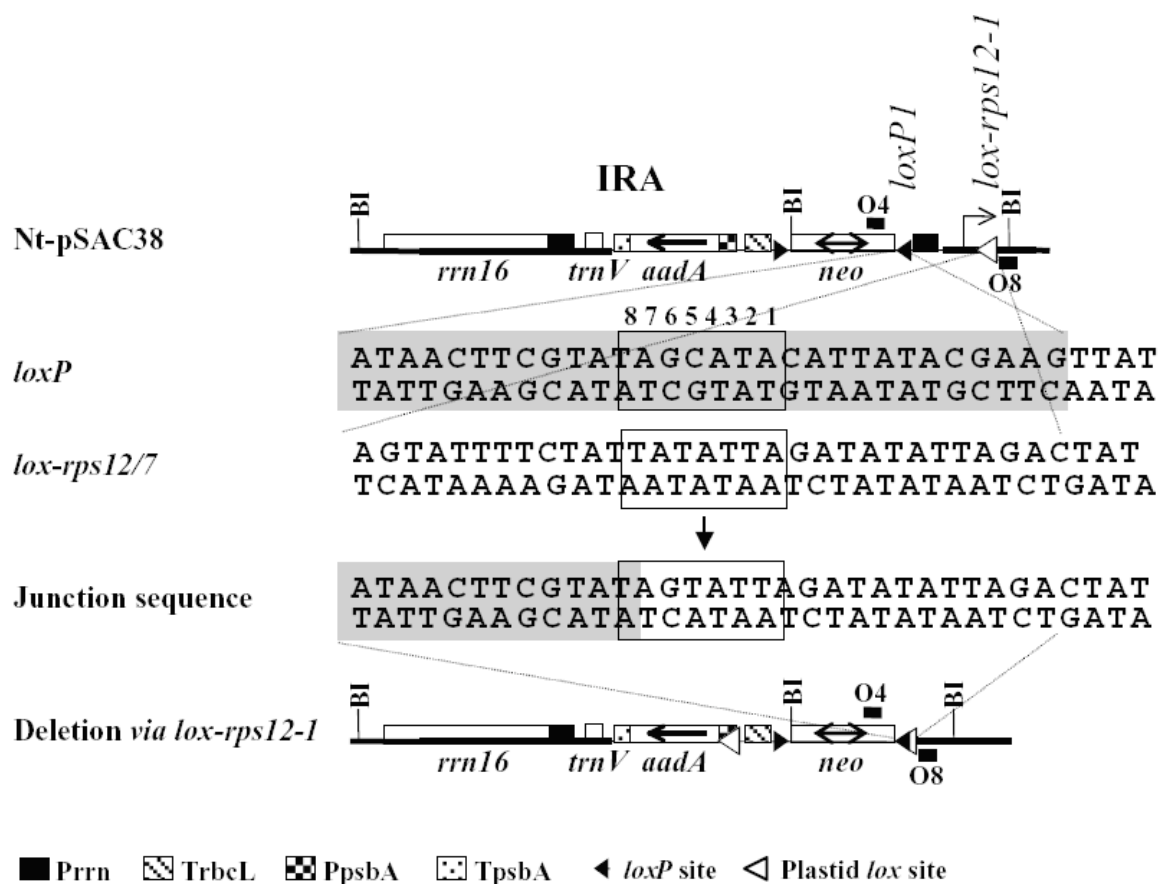 loxP1
lox-rps12-1
IRA
BI
BI
O4
BI
Nt-pSAC38
rrn16
trnV
aadA
neo
O8
8 7 6 5 4 3 2 1
loxP
ATAACTTCGTATAGCATACATTATACGAAGTTAT
TATTGAAGCATATCGTATGTAATATGCTTCAATA
lox-rps12/7
AGTATTTTCTATTATATTAGATATATTAGACTAT
TCATAAAAGATAATATAATCTATATAATCTGATA
Junction sequence
ATAACTTCGTATAGTATTAGATATATTAGACTAT
TATTGAAGCATATCATAATCTATATAATCTGATA
BI
BI
O4
BI
Deletion via lox-rps12-1
rrn16
trnV
aadA
neo
O8
Prrn
TrbcL
PpsbA
TpsbA
loxP site
Plastid lox site